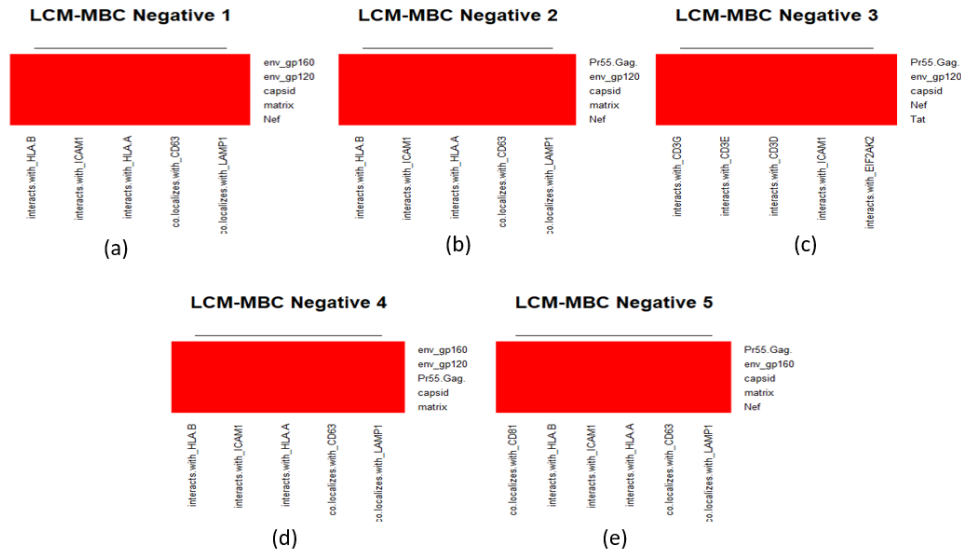 LCM-MBC Negative 1
env_gp160
env_gp120
capsid
matrix
Nef
interacts.with_HLA.B
interacts.with_ICAM1
interacts.with_HLA.A
co.localizes.with_CD63
co.localizes.with_LAMP1
(a)
LCM-MBC Negative 2
Pr55.Gag.
env_gp120
capsid
matrix
Nef
interacts.with_HLA.B
interacts.with_ICAM1
interacts.with_HLA.A
co.localizes.with_CD63
co.localizes.with_LAMP1
(b)
LCM-MBC Negative 3
Pr55.Gag.
env_gp120
capsid
Nef
Tat
interacts.with_CD3G
interacts.with_CD3E
interacts.with_CD3D
interacts.with_ICAM1
interacts.with_EIF2AK2
(c)
LCM-MBC Negative 4
env_gp160
env_gp120
Pr55.Gag.
capsid
matrix
interacts.with_HLA.B
interacts.with_ICAM1
interacts.with_HLA.A
co.localizes.with_CD63
co.localizes.with_LAMP1
(d)
LCM-MBC Negative 5
Pr55.Gag.
env_gp160
capsid
matrix
Nef
co.localizes.with_CD81
interacts.with_HLA.B
interacts.with_ICAM1
interacts.with_HLA.A
co.localizes.with_CD63
co.localizes.with_LAMP1
(e)